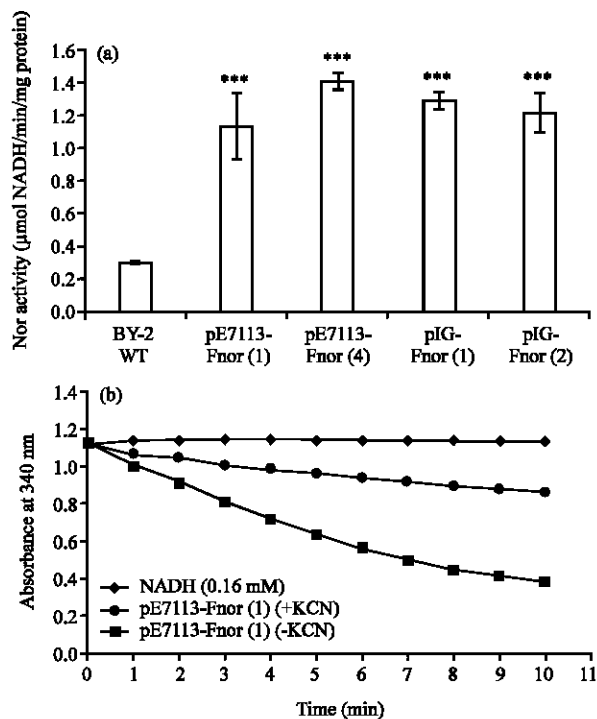 (a)
Nor activity (µmol NADH/min/mg protein)
1.6
1.4
1.2
1.0
0.8
0.6
0.4
0.2
0.0
***
***
***
***
BY-2
WT
pE7113-
Fnor (1)
pE7113-
Fnor (4)
pIG-
Fnor (1)
pIG-
Fnor (2)
(b)
Absorbance at 340 nm
1.4
1.2
1.0
0.8
0.6
0.4
0.2
0.0
NADH (0.16 mM)
pE7113-Fnor (1) (+KCN)
pE7113-Fnor (1) (-KCN)
0 1 2 3 4 5 6 7 8 9 10 11
Time (min)